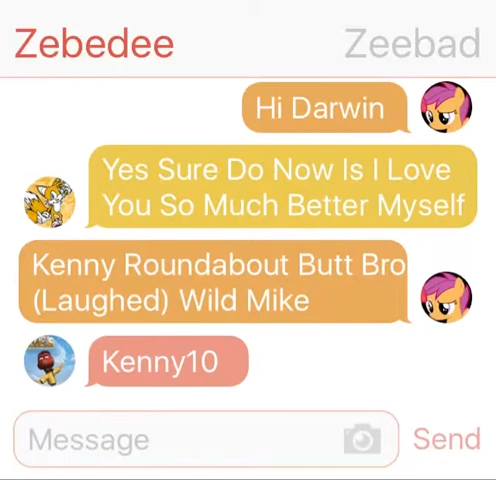 Zebedee Zeebad
Hi Darwin
Yes Sure Do Now Is I Love
You So Much Better Myself
Kenny Roundabout Butt Bro
(Laughed) Wild Mike
Kenny10
Message Send